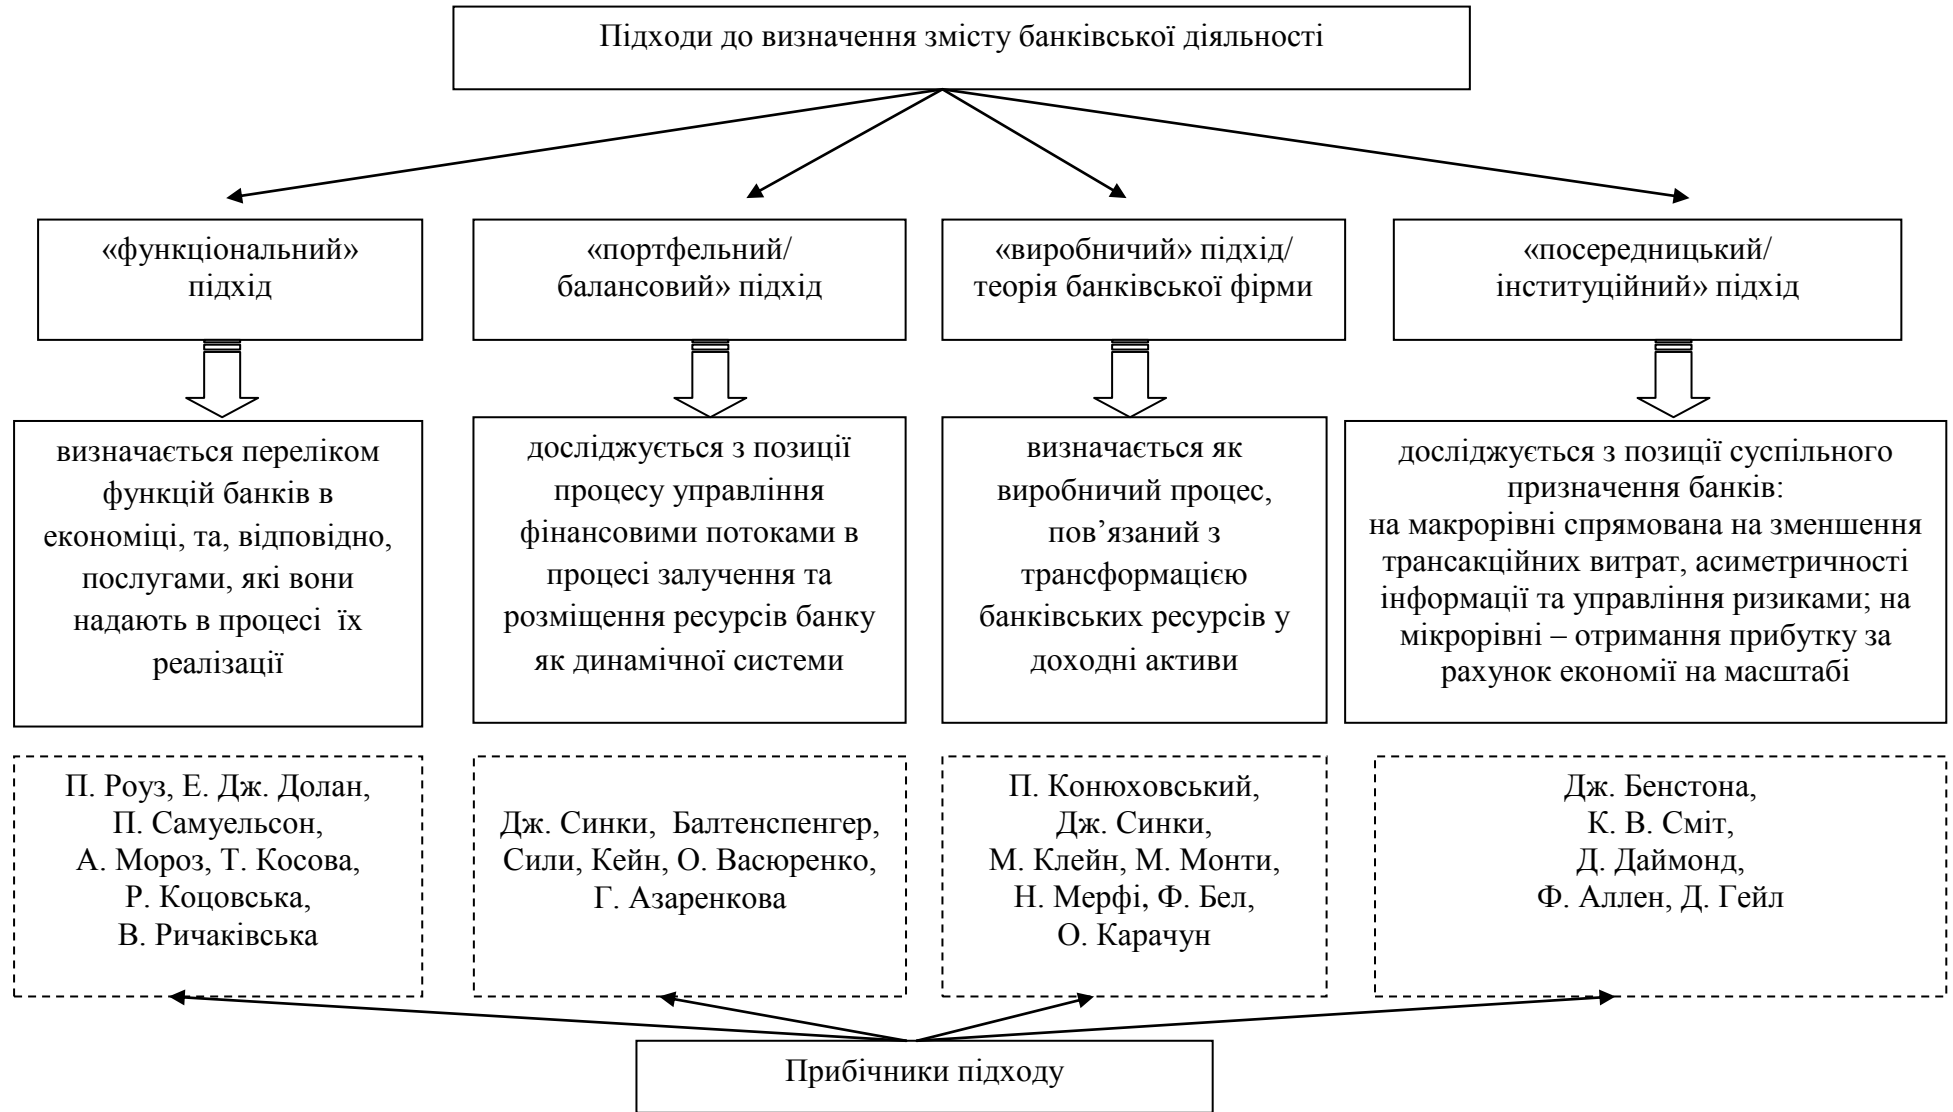 Підходи до визначення змісту банківської діяльності
«функціональний»
підхід
«портфельний/
балансовий» підхід
«виробничий» підхід/
теорія банківської фірми
«посередницький/
інституційний» підхід
визначається переліком
функцій банків в
економіці, та, відповідно,
послугами, які вони
надають в процесі їх
реалізації
досліджується з позиції
процесу управління
фінансовими потоками в
процесі залучення та
розміщення ресурсів банку
як динамічної системи
визначається як
виробничий процес,
пов’язаний з
трансформацією
банківських ресурсів у
доходні активи
досліджується з позиції суспільного
призначення банків:
на макрорівні спрямована на зменшення
трансакційних витрат, асиметричності
інформації та управління ризиками; на
мікрорівні – отримання прибутку за
рахунок економії на масштабі
П. Роуз, Е. Дж. Долан,
П. Самуельсон,
А. Мороз, Т. Косова,
Р. Коцовська,
В. Ричаківська
Дж. Синки, Балтенспенгер,
Сили, Кейн, О. Васюренко,
Г. Азаренкова
П. Конюховський,
Дж. Синки,
М. Клейн, М. Монти,
Н. Мерфі, Ф. Бел,
О. Карачун
Дж. Бенстона,
К. В. Сміт,
Д. Даймонд,
Ф. Аллен, Д. Гейл
Прибічники підходу